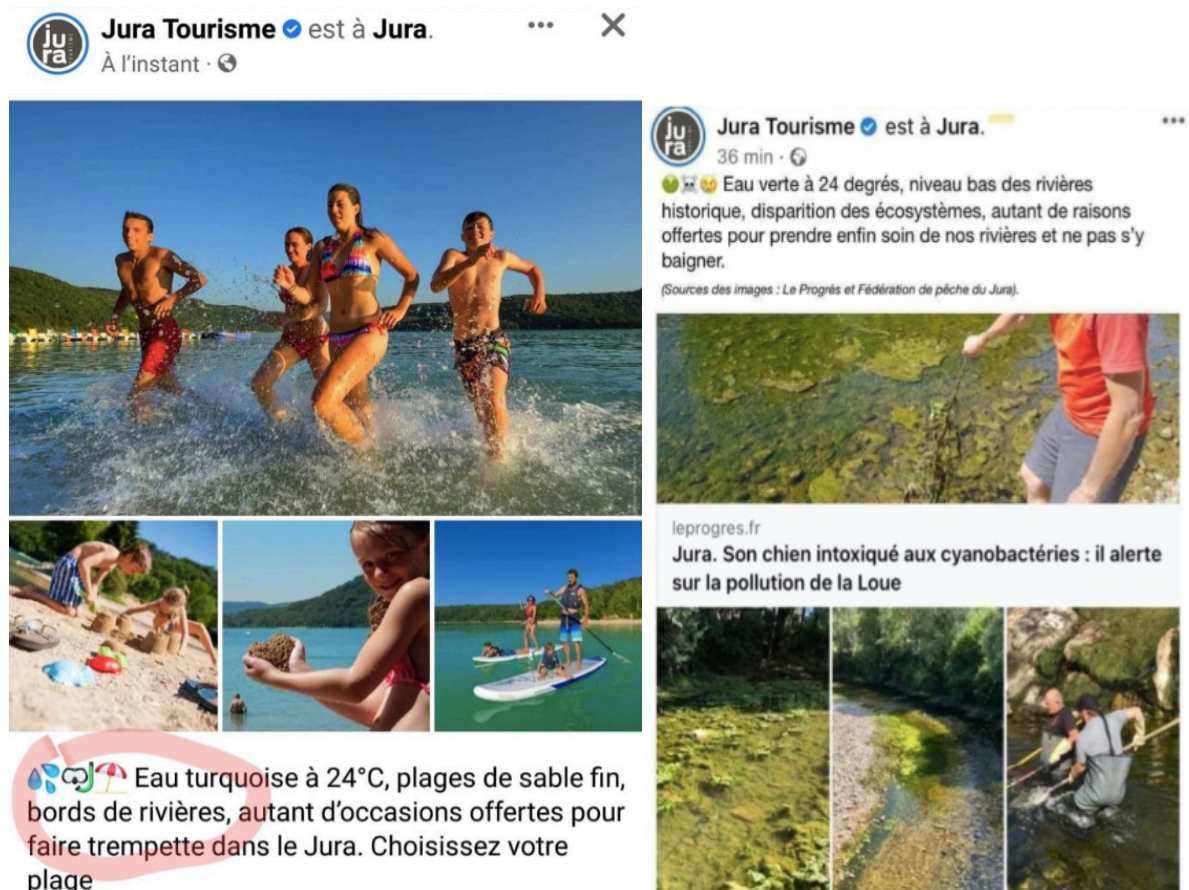 Jura Tourisme est à Jura.
À l'instant
Eau turquoise à 24°C, plages de sable fin,
bords de rivières, autant d'occasions offertes pour
faire trempette dans le Jura. Choisissez votre
plage
jura
Jura Tourisme est à Jura.
36 min
Eau verte à 24 degrés, niveau bas des rivières
historique, disparition des écosystèmes, autant de raisons
offertes pour prendre enfin soin de nos rivières et ne pas s'y
baigner.
(Sources des images : Le Progrès et Fédération de pêche du Jura).
leprogres.fr
Jura. Son chien intoxiqué aux cyanobactéries : il alerte
sur la pollution de la Loue